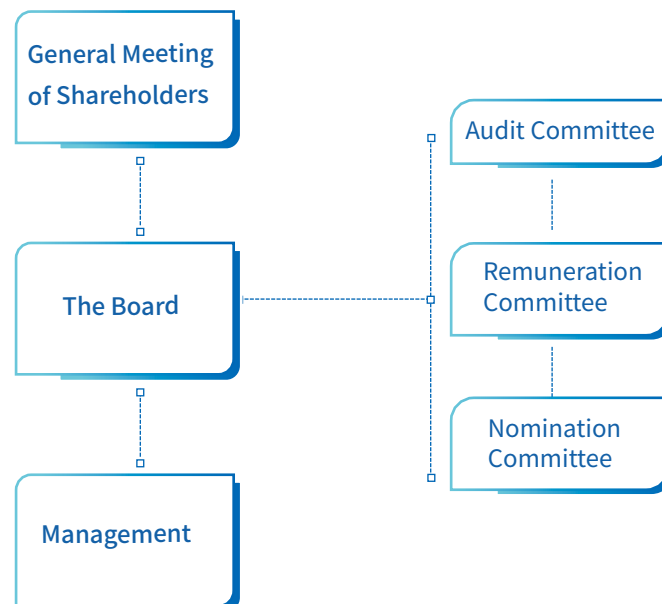 General Meeting
of Shareholders
The Board
Management
Audit Committee
Remuneration
Committee
Nomination
Committee